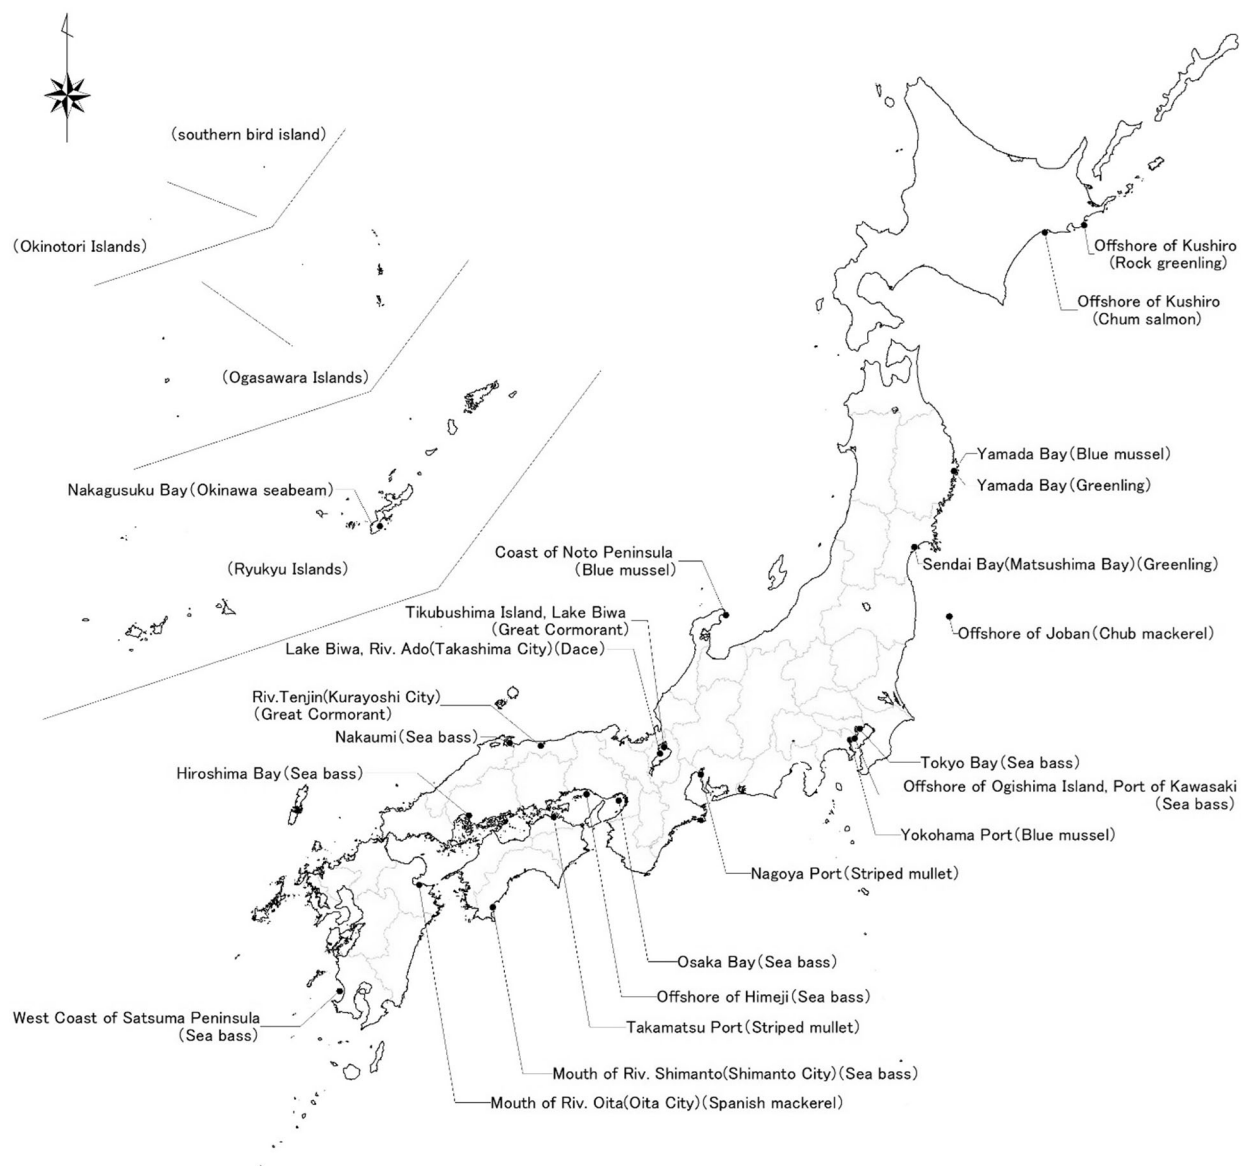 (southern bird island)
(Okinotori Islands)
Offshore of Kushiro
(Rock greenling)
Offshore of Kushiro
(Chum salmon)
(Ogasawara Islands)
Yamada Bay(Blue mussel)
Yamada Bay(Greenling)
Nakagusuku Bay(Okinawa seabeam)
Coast of Noto Peninsula
(Blue mussel)
(Ryukyu Islands)
Sendai Bay(Matsushima Bay)(Greenling)
Tikubushima Island, Lake Biwa
(Great Cormorant)
Offshore of Joban(Chub mackerel)
Lake Biwa, Riv. Ado(Takashima City)(Dace)
Riv.Tenjin(Kurayoshi City)
(Great Cormorant)
Nakaumi(Sea bass)
Hiroshima Bay(Sea bass)
Tokyo Bay(Sea bass)
Offshore of Ogishima Island, Port of Kawasaki
(Sea bass)
Yokohama Port(Blue mussel)
Nagoya Port(Striped mullet)
Osaka Bay(Sea bass)
Offshore of Himeji(Sea bass)
West Coast of Satsuma Peninsula
(Sea bass)
Takamatsu Port(Striped mullet)
Mouth of Riv. Shimanto(Shimanto City)(Sea bass)
Mouth of Riv. Oita(Oita City)(Spanish mackerel)